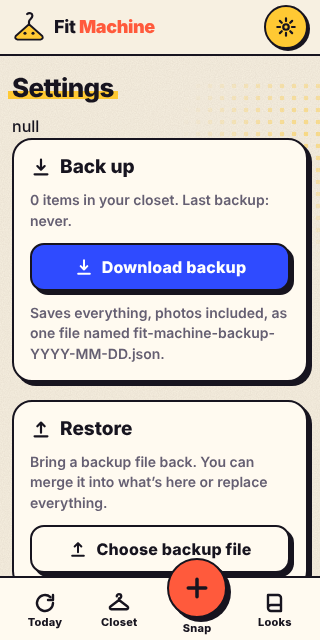 Fit Machine
Settings
null
Back up
0 items in your closet. Last backup:
never.
Download backup
Saves everything, photos included, as
one file named fit-machine-backup-
YYYY-MM-DD.json.
Restore
Bring a backup file back. You can
merge it into what’s here or replace
everything.
Choose backup file
Today
Closet
Snap
Looks